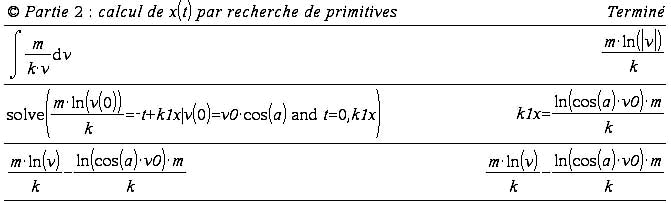 © Partie 2 : calcul de x(t) par recherche de primitives Terminé
∫ m/(k·v) dv m·ln(|v|)/k
solve(m·ln(v(0))/k=-t+k1x|v(0)=v0·cos(a) and t=0,k1x) k1x=ln(cos(a)·v0)·m/k
m·ln(v)/k-ln(cos(a)·v0)·m/k m·ln(v)/k-ln(cos(a)·v0)·m/k